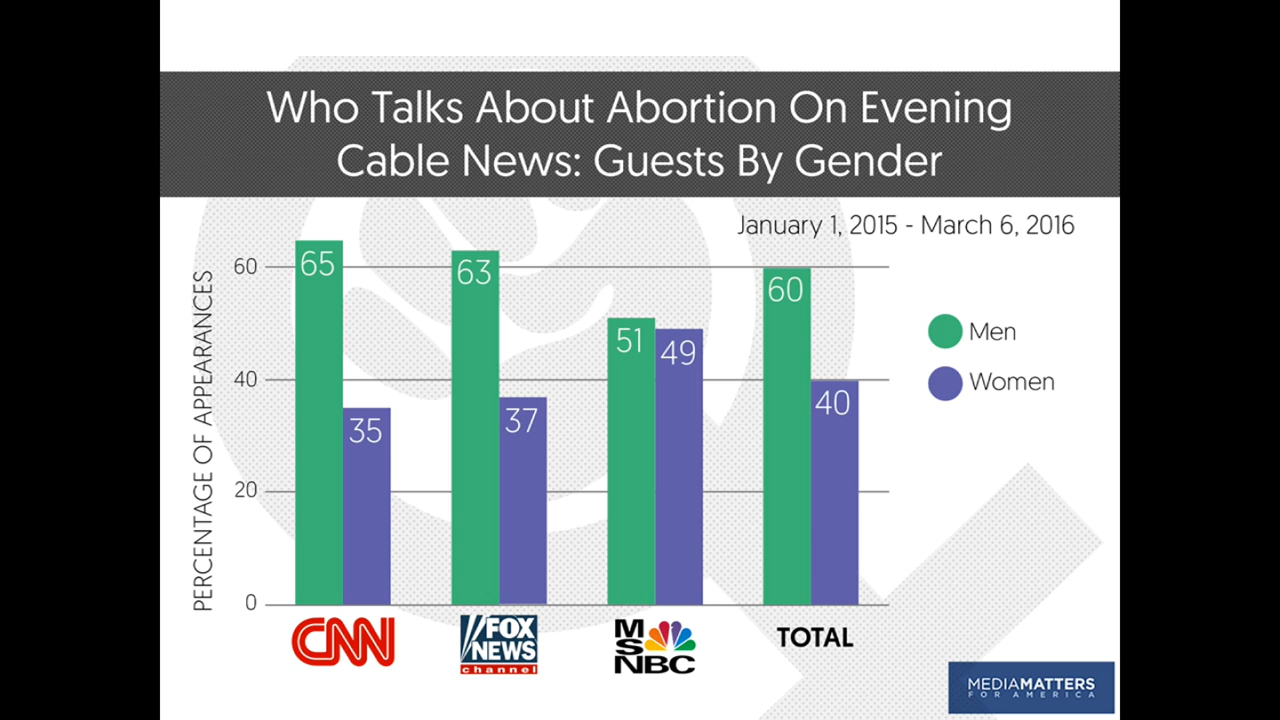 Who Talks About Abortion On Evening
Cable News: Guests By Gender
January 1, 2015 - March 6, 2016
PERCENTAGE OF APPEARANCES
60
40
20
0
65
35
63
37
51
49
60
40
Men
Women
CNN
FOX
NEWS
channel
M
S
NBC
TOTAL
MEDIAMATTERS
FOR AMERICA